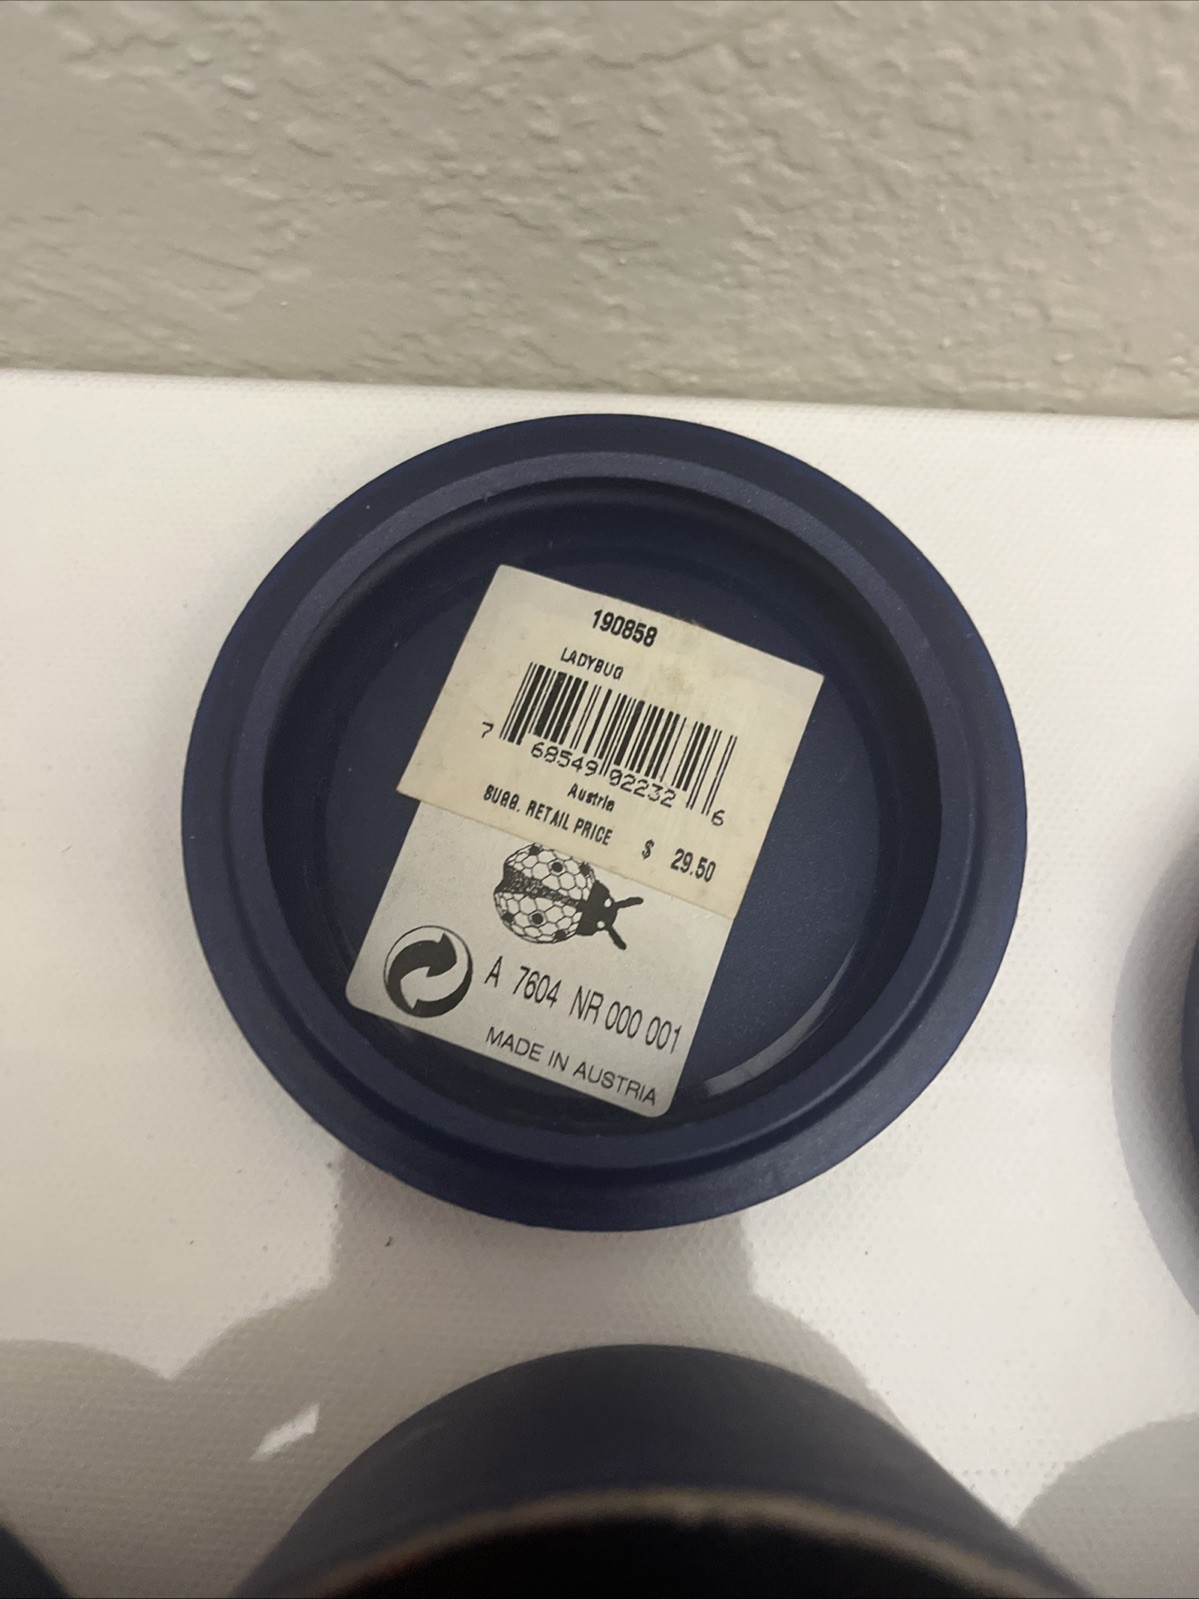 190858
LADYBUG
7 68549 02232 6
Austria
SUGG. RETAIL PRICE $ 29.50
A 7604 NR 000 001
MADE IN AUSTRIA